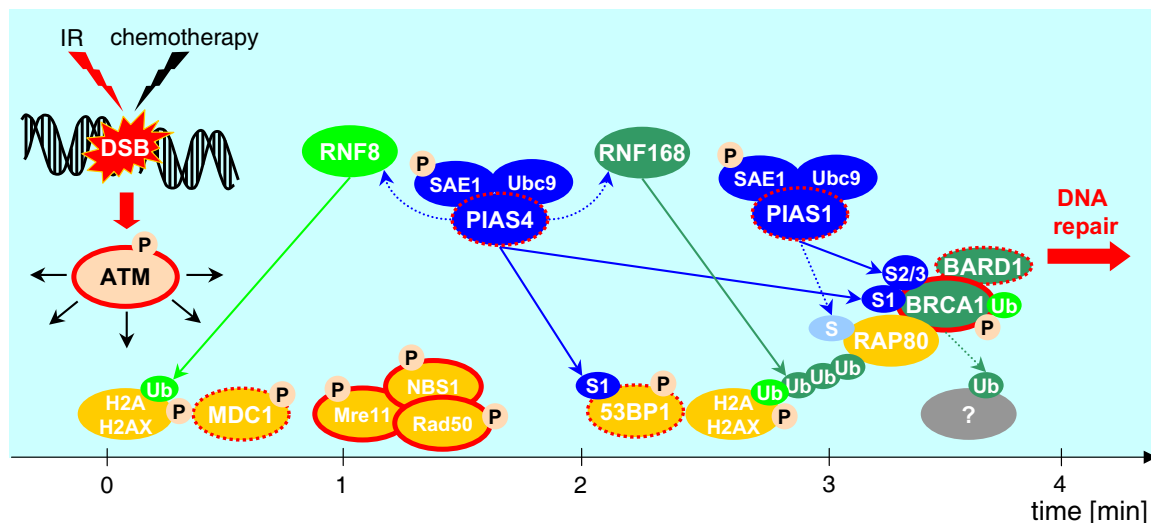 IR chemotherapy
DSB
P
ATM
RNF8
P
SAE1 Ubc9
PIAS4
RNF168
P
SAE1 Ubc9
PIAS1
DNA
repair
BARD1
S2/3
S1
BRCA1
Ub
P
S
RAP80
Ub
?
Ub
H2A
H2AX
P
MDC1
P
P
Mre11
P
NBS1
Rad50
P
S1
P
53BP1
Ub
Ub
Ub
Ub
H2A
H2AX
P
0 1 2 3 4
time [min]